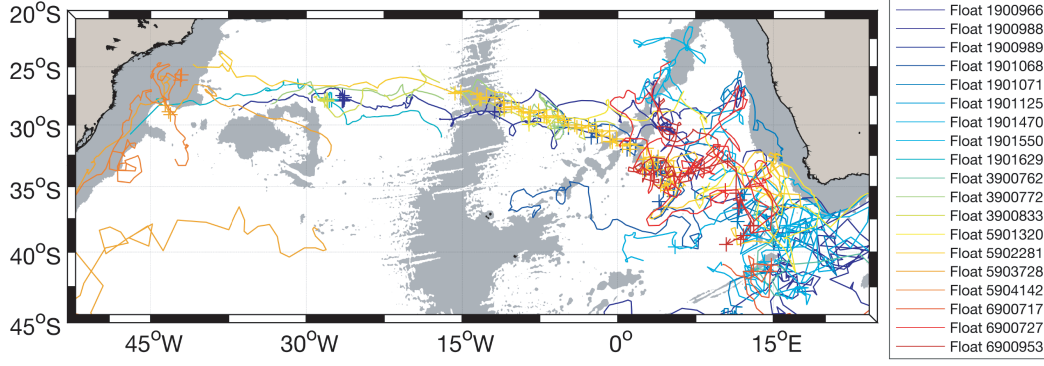 20°S
25°S
30°S
35°S
40°S
45°S
45°W
30°W
15°W
0°
15°E
Float 1900966
Float 1900988
Float 1900989
Float 1901068
Float 1901071
Float 1901125
Float 1901470
Float 1901550
Float 1901629
Float 3900762
Float 3900772
Float 3900833
Float 5901320
Float 5902281
Float 5903728
Float 5904142
Float 6900717
Float 6900727
Float 6900953